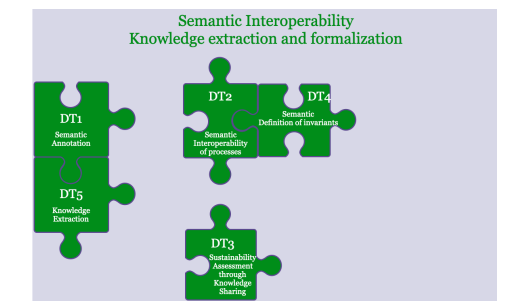 Semantic Interoperability
Knowledge extraction and formalization
DT1
Semantic
Annotation
DT2
Semantic
Interoperability
of processes
DT4
Semantic
Definition of invariants
DT5
Knowledge
Extraction
DT3
Sustainability
Assessment
through
Knowledge
Sharing